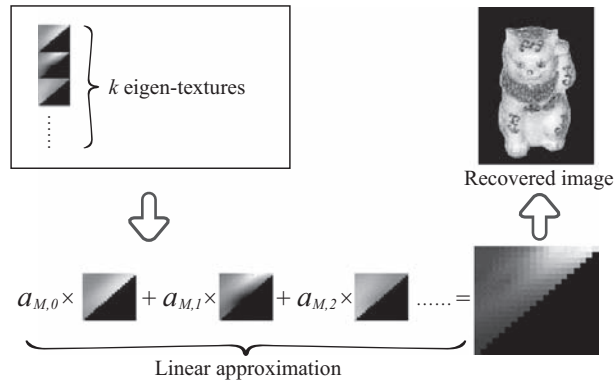 k eigen-textures
Recovered image
a_{M,0} × + a_{M,1} × + a_{M,2} × ...... =
Linear approximation